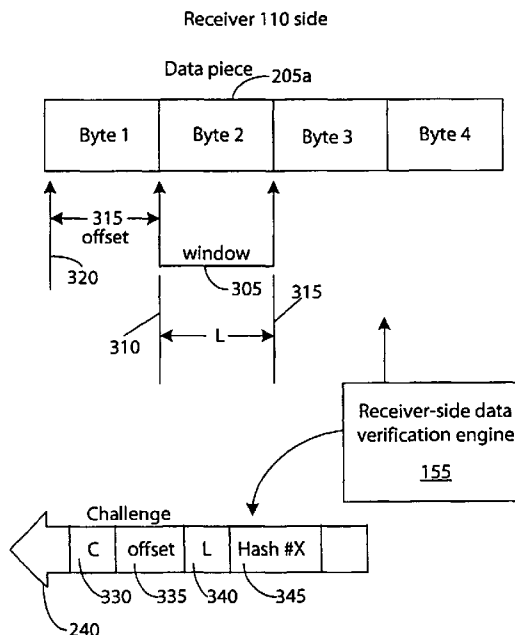 Receiver 110 side
Data piece
205a
Byte 1 Byte 2 Byte 3 Byte 4
315
offset
window
320
305
315
310
L
Receiver-side data
verification engine
155
Challenge
C offset L Hash #X
330 335 340 345
240